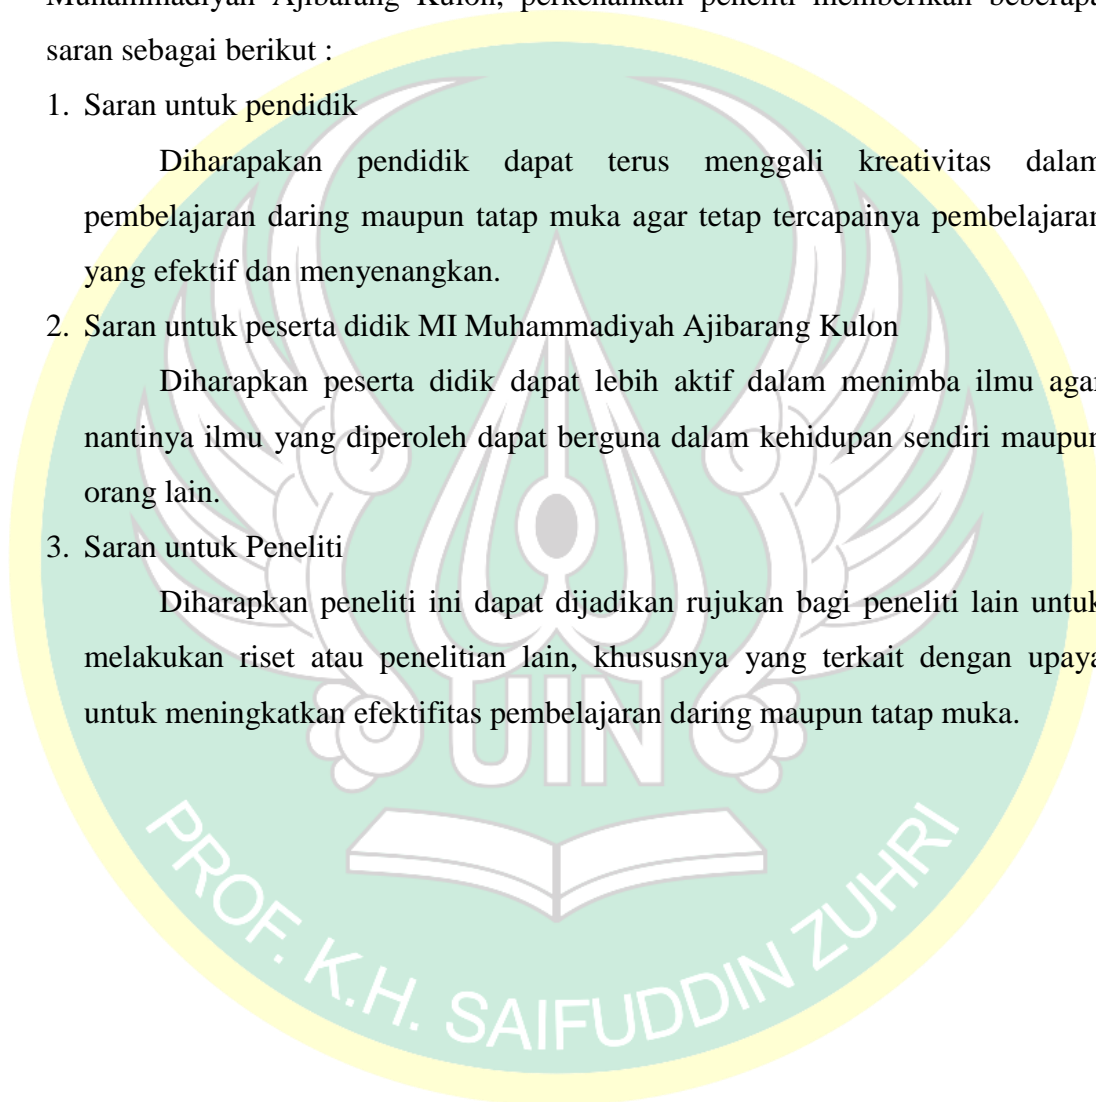 Muhammadiyah Ajibarang Kulon, perkenankan peneliti memberikan beberapa
saran sebagai berikut :
1. Saran untuk pendidik
Diharapakan pendidik dapat terus menggali kreativitas dalam
pembelajaran daring maupun tatap muka agar tetap tercapainya pembelajaran
yang efektif dan menyenangkan.
2. Saran untuk peserta didik MI Muhammadiyah Ajibarang Kulon
Diharapkan peserta didik dapat lebih aktif dalam menimba ilmu agar
nantinya ilmu yang diperoleh dapat berguna dalam kehidupan sendiri maupun
orang lain.
3. Saran untuk Peneliti
Diharapkan peneliti ini dapat dijadikan rujukan bagi peneliti lain untuk
melakukan riset atau penelitian lain, khususnya yang terkait dengan upaya
untuk meningkatkan efektifitas pembelajaran daring maupun tatap muka.
UIN
PROF. K.H. SAIFUDDIN ZUHRI